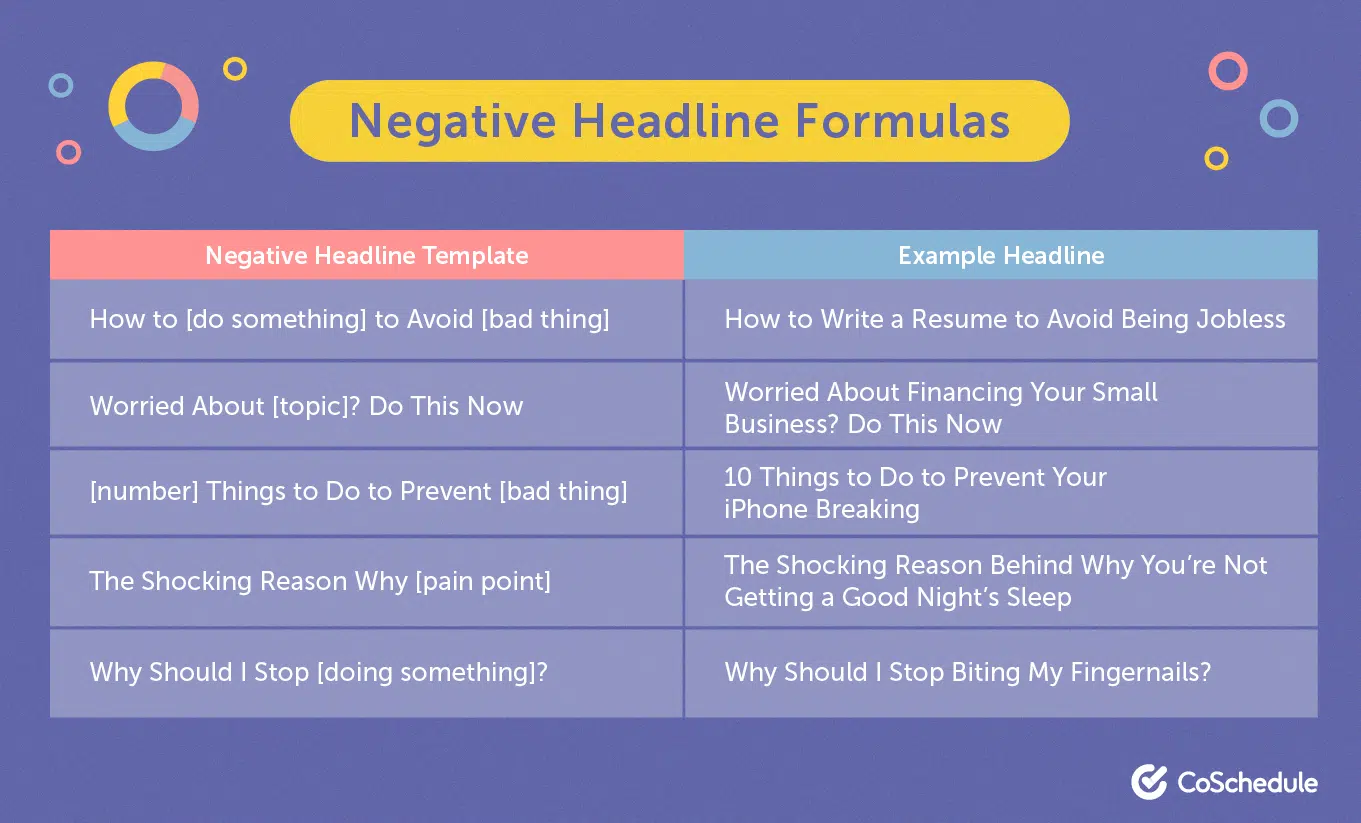 Negative Headline Formulas
Negative Headline Template
Example Headline
How to [do something] to Avoid [bad thing]
How to Write a Resume to Avoid Being Jobless
Worried About [topic]? Do This Now
Worried About Financing Your Small
Business? Do This Now
[number] Things to Do to Prevent [bad thing]
10 Things to Do to Prevent Your
iPhone Breaking
The Shocking Reason Why [pain point]
The Shocking Reason Behind Why You’re Not
Getting a Good Night’s Sleep
Why Should I Stop [doing something]?
Why Should I Stop Biting My Fingernails?
CoSchedule